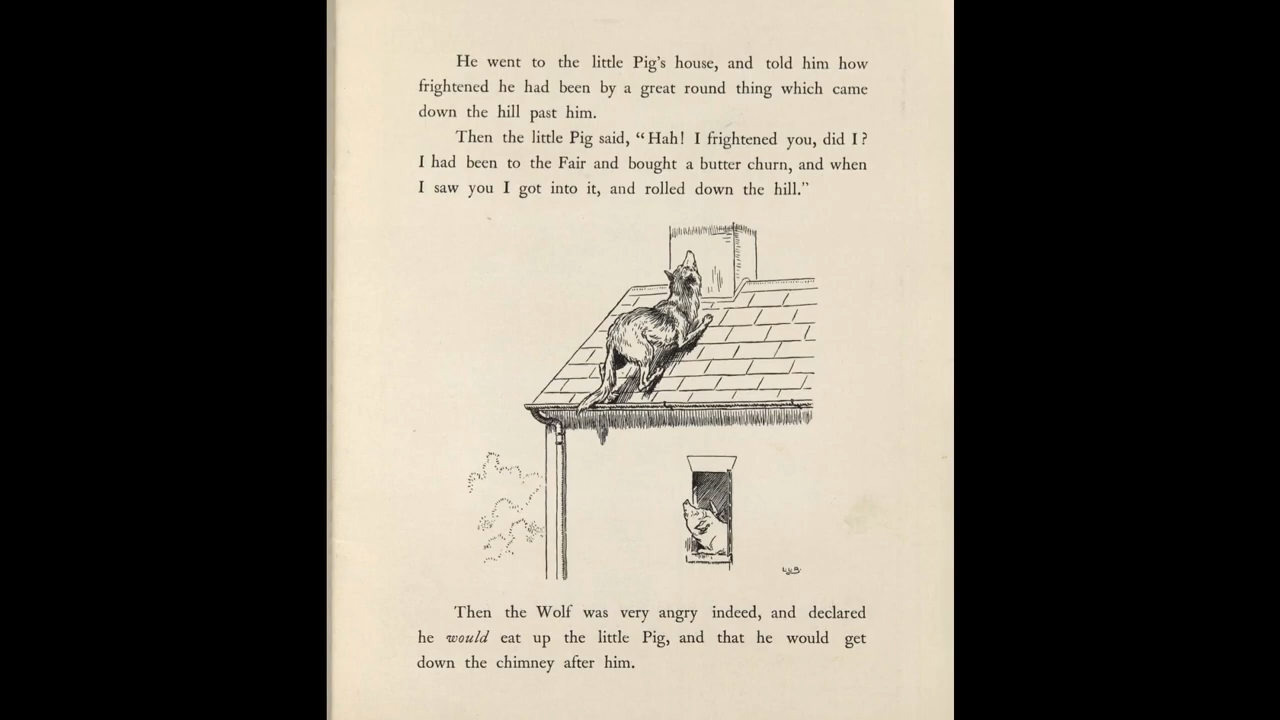 He went to the little Pig's house, and told him how
frightened he had been by a great round thing which came
down the hill past him.
Then the little Pig said, "Hah! I frightened you, did I?
I had been to the Fair and bought a butter churn, and when
I saw you I got into it, and rolled down the hill."
Then the Wolf was very angry indeed, and declared
he would eat up the little Pig, and that he would get
down the chimney after him.